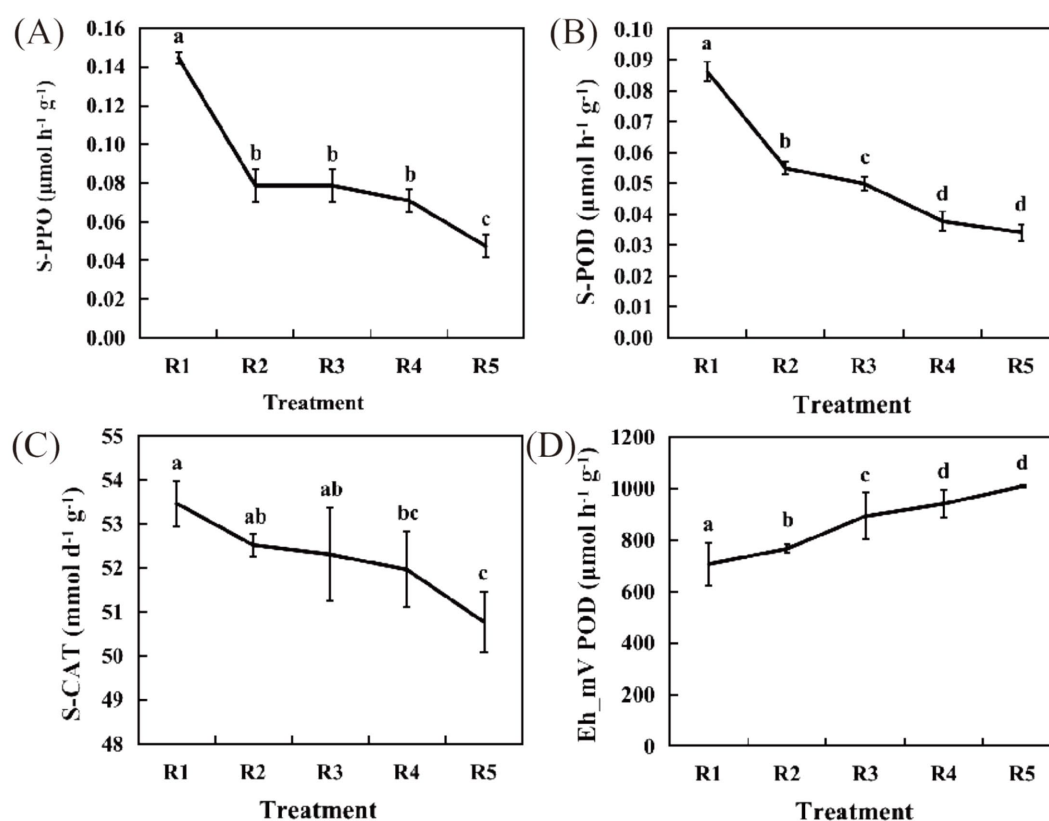 (A)
S-PPO (μmol h⁻¹ g⁻¹)
0.16
0.14
0.12
0.10
0.08
0.06
0.04
0.02
0.00
a
b
b
b
c
R1 R2 R3 R4 R5
Treatment
(B)
S-POD (μmol h⁻¹ g⁻¹)
0.10
0.09
0.08
0.07
0.06
0.05
0.04
0.03
0.02
0.01
0.00
a
b
c
d
d
R1 R2 R3 R4 R5
Treatment
(C)
S-CAT (mmol d⁻¹ g⁻¹)
55
54
53
52
51
50
49
48
a
ab
ab
bc
c
R1 R2 R3 R4 R5
Treatment
(D)
Eh_mV POD (μmol h⁻¹ g⁻¹)
1200
1000
800
600
400
200
0
a
b
c
d
d
R1 R2 R3 R4 R5
Treatment